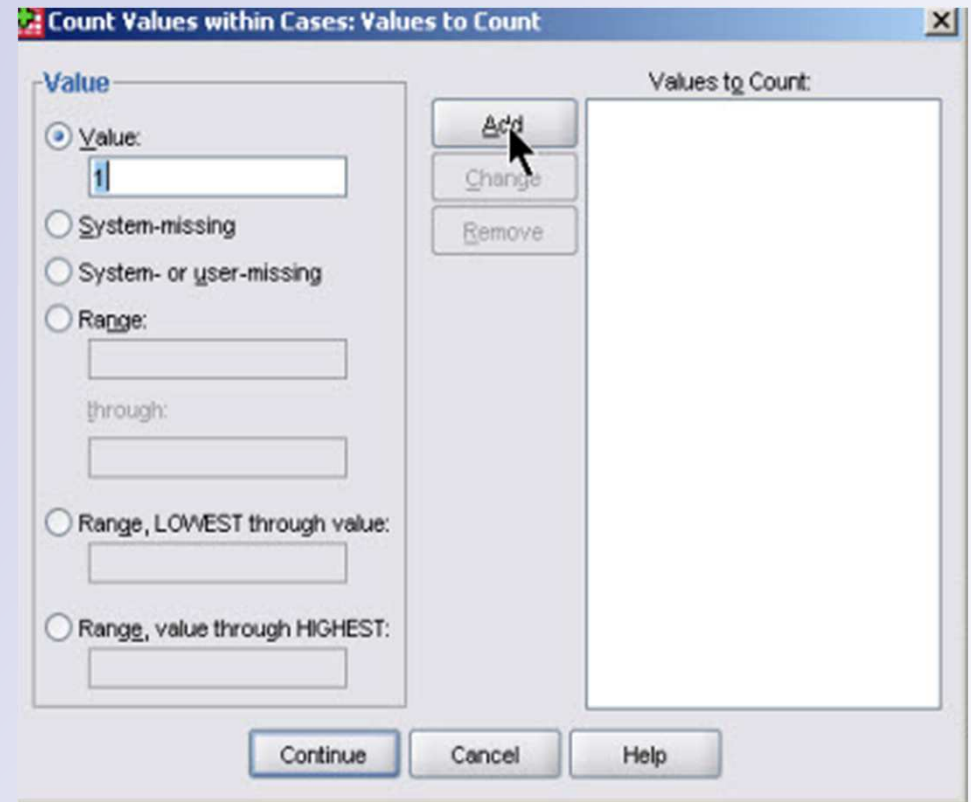 Count Values within Cases: Values to Count
Value
Value:
1
System-missing
System- or user-missing
Range:
through:
Range, LOWEST through value:
Range, value through HIGHEST:
Add
Change
Remove
Values to Count:
Continue
Cancel
Help